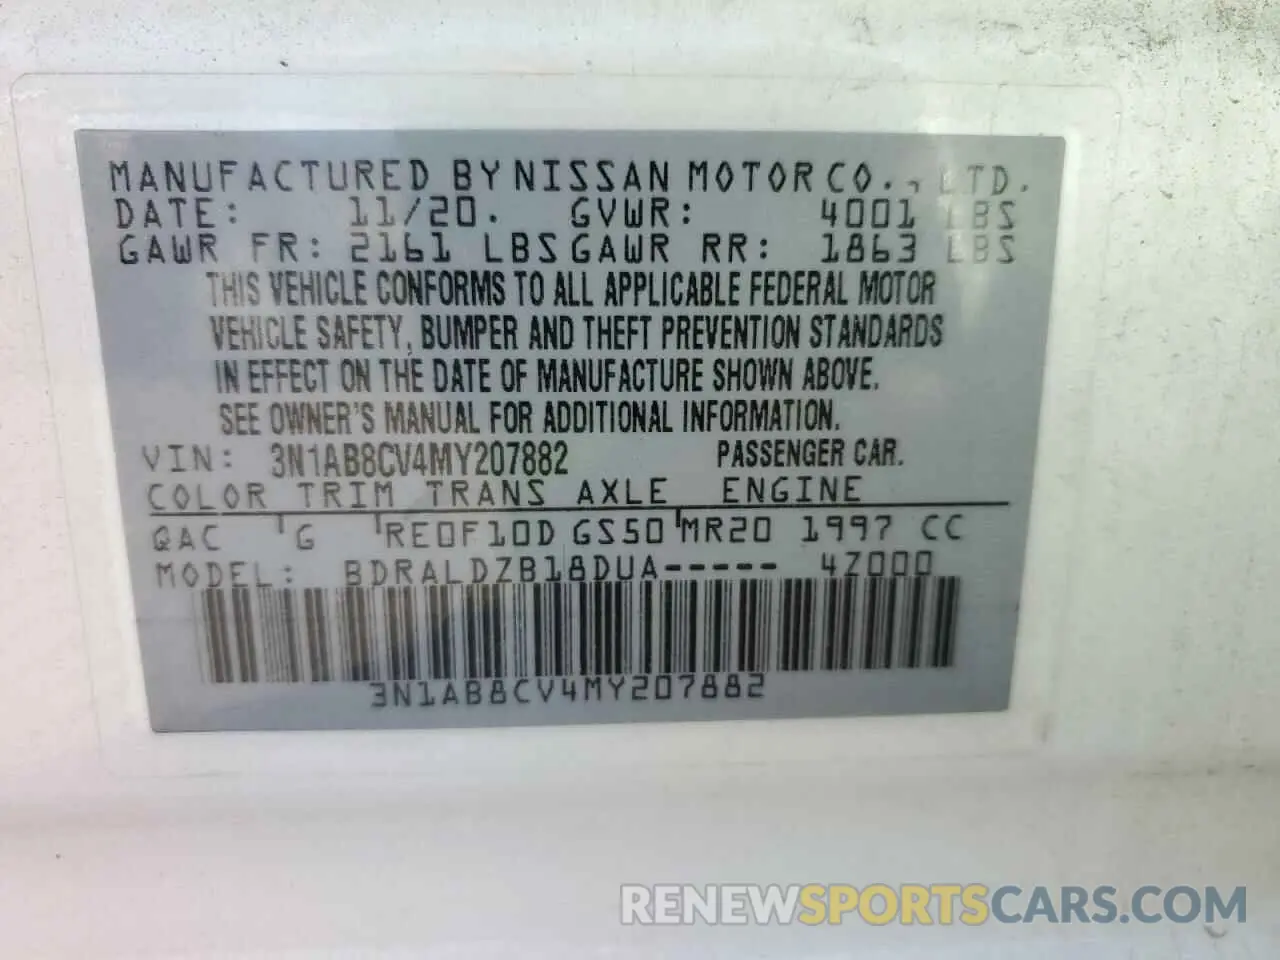 MANUFACTURED BY NISSAN MOTOR CO., LTD.
DATE: 11/20. GVWR: 4001 LBS
GAWR FR: 2161 LBS GAWR RR: 1863 LBS
THIS VEHICLE CONFORMS TO ALL APPLICABLE FEDERAL MOTOR
VEHICLE SAFETY, BUMPER AND THEFT PREVENTION STANDARDS
IN EFFECT ON THE DATE OF MANUFACTURE SHOWN ABOVE.
SEE OWNER'S MANUAL FOR ADDITIONAL INFORMATION.
VIN: 3N1AB8CV4MY207882 PASSENGER CAR.
COLOR TRIM TRANS AXLE ENGINE
QAC G RE0F10D GS50 MR20 1997 CC
MODEL: BDRALDZB18DUA----- 4Z000
3N1AB8CV4MY207882
RENEWSPORTSCARS.COM